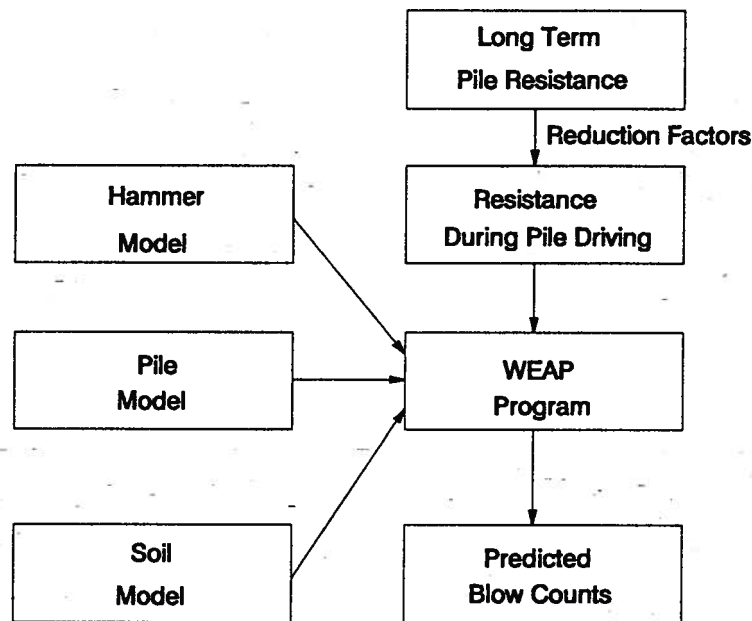 Long Term
Pile Resistance
Reduction Factors
Hammer
Model
Resistance
During Pile Driving
Pile
Model
WEAP
Program
Soil
Model
Predicted
Blow Counts